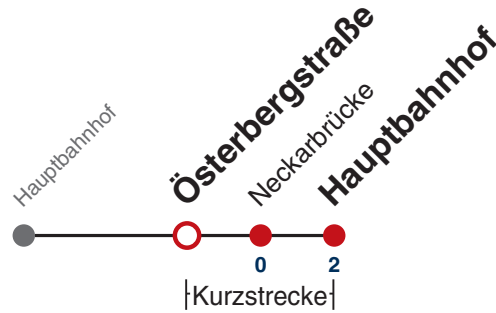 Hauptbahnhof
Österbergstraße
Neckarbrücke
Hauptbahnhof
0
2
Kurzstrecke